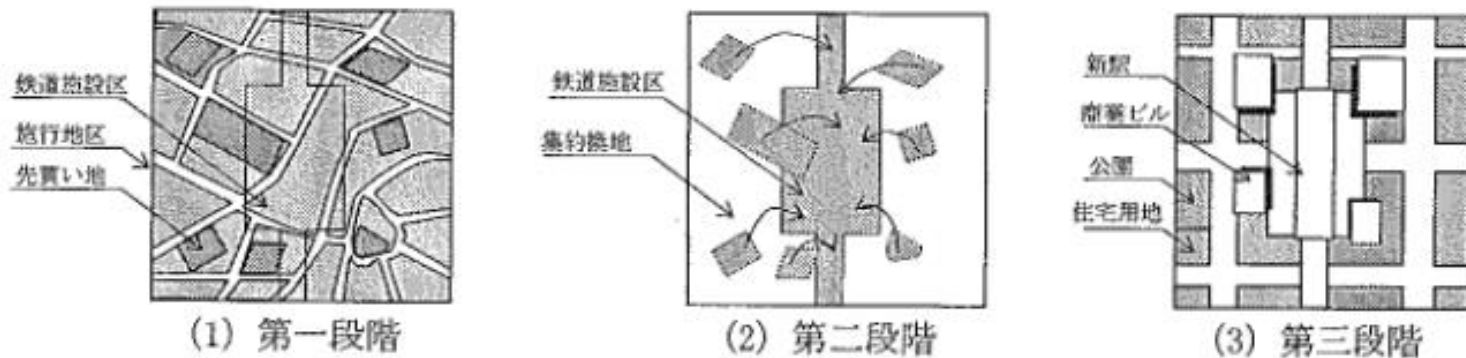 鉄道施設区
施行地区
先買い地
(1) 第一段階
鉄道施設区
集約換地
(2) 第二段階
新駅
商業ビル
公園
住宅用地
(3) 第三段階